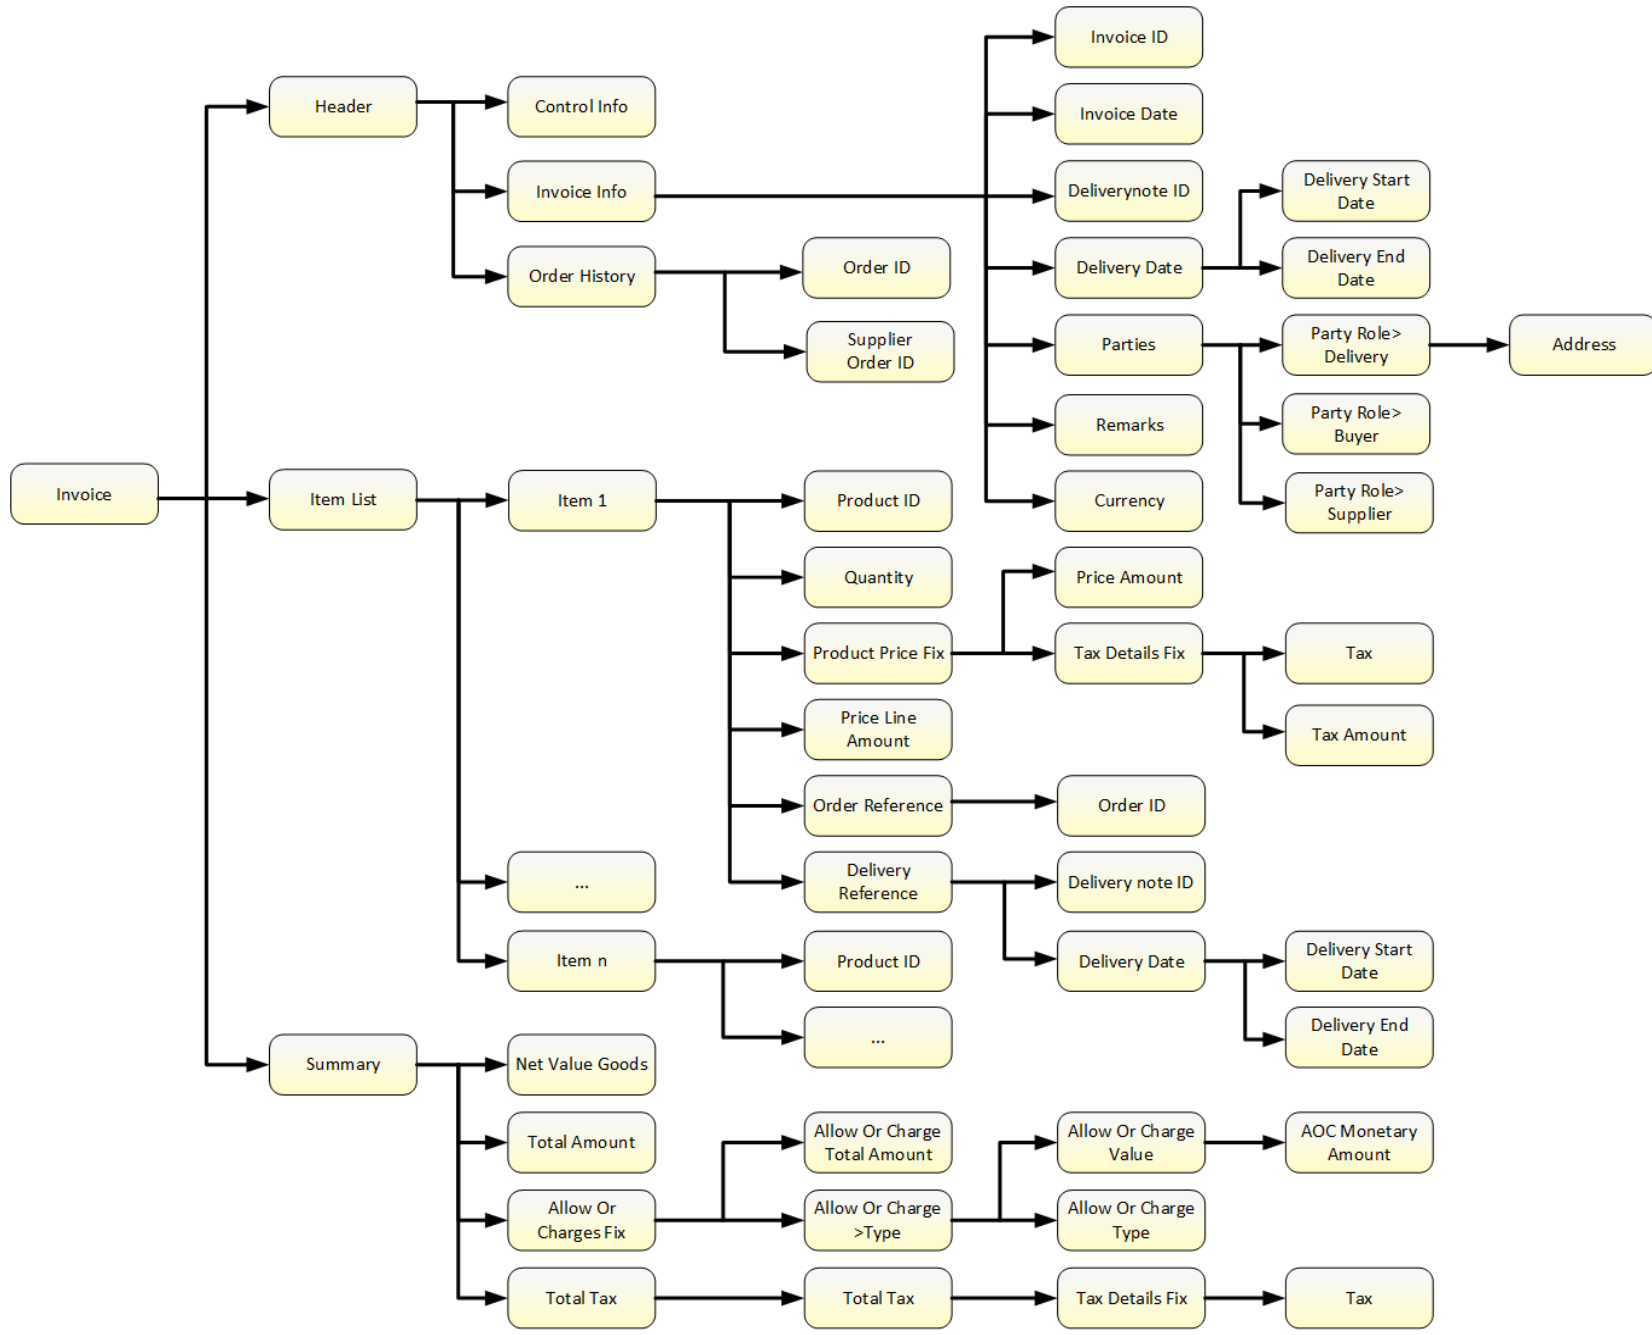 Invoice ID
Header
Control Info
Invoice Date
Invoice Info
Deliverynote ID
Delivery Start
Date
Order History
Order ID
Delivery Date
Delivery End
Date
Supplier
Order ID
Parties
Party Role>
Delivery
Address
Remarks
Party Role>
Buyer
Invoice
Item List
Item 1
Product ID
Currency
Party Role>
Supplier
Quantity
Price Amount
Product Price Fix
Tax Details Fix
Tax
Price Line
Amount
Tax Amount
Order Reference
Order ID
...
Delivery
Reference
Delivery note ID
Item n
Product ID
Delivery Date
Delivery Start
Date
...
Delivery End
Date
Summary
Net Value Goods
Total Amount
Allow Or Charge
Total Amount
Allow Or Charge
Value
AOC Monetary
Amount
Allow Or
Charges Fix
Allow Or Charge
>Type
Allow Or Charge
Type
Total Tax
Total Tax
Tax Details Fix
Tax